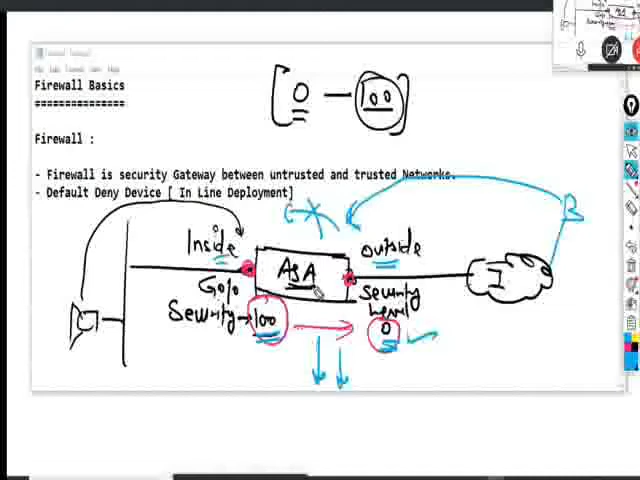 Firewall Basics
===============
[0 — 100]
Firewall :
- Firewall is security Gateway between untrusted and trusted Networks.
- Default Deny Device [ In Line Deployment]
B
Inside
outside
ASA
I
G0/0
Security → 100
security
level
0